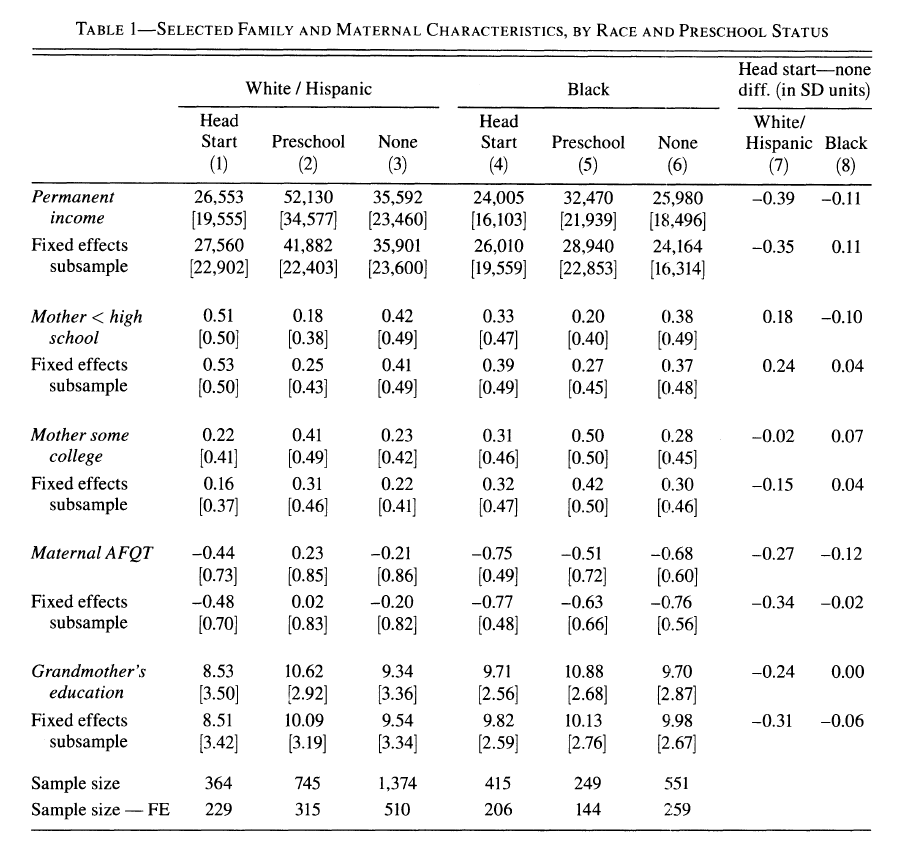 TABLE 1—SELECTED FAMILY AND MATERNAL CHARACTERISTICS, BY RACE AND PRESCHOOL STATUS
Head start—none
White / Hispanic Black diff. (in SD units)
Head Head White/
Start Preschool None Start Preschool None Hispanic Black
(1) (2) (3) (4) (5) (6) (7) (8)
Permanent 26,553 52,130 35,592 24,005 32,470 25,980 −0.39 −0.11
income [19,555] [34,577] [23,460] [16,103] [21,939] [18,496]
Fixed effects 27,560 41,882 35,901 26,010 28,940 24,164 −0.35 0.11
subsample [22,902] [22,403] [23,600] [19,559] [22,853] [16,314]
Mother < high 0.51 0.18 0.42 0.33 0.20 0.38 0.18 −0.10
school [0.50] [0.38] [0.49] [0.47] [0.40] [0.49]
Fixed effects 0.53 0.25 0.41 0.39 0.27 0.37 0.24 0.04
subsample [0.50] [0.43] [0.49] [0.49] [0.45] [0.48]
Mother some 0.22 0.41 0.23 0.31 0.50 0.28 −0.02 0.07
college [0.41] [0.49] [0.42] [0.46] [0.50] [0.45]
Fixed effects 0.16 0.31 0.22 0.32 0.42 0.30 −0.15 0.04
subsample [0.37] [0.46] [0.41] [0.47] [0.50] [0.46]
Maternal AFQT −0.44 0.23 −0.21 −0.75 −0.51 −0.68 −0.27 −0.12
[0.73] [0.85] [0.86] [0.49] [0.72] [0.60]
Fixed effects −0.48 0.02 −0.20 −0.77 −0.63 −0.76 −0.34 −0.02
subsample [0.70] [0.83] [0.82] [0.48] [0.66] [0.56]
Grandmother's 8.53 10.62 9.34 9.71 10.88 9.70 −0.24 0.00
education [3.50] [2.92] [3.36] [2.56] [2.68] [2.87]
Fixed effects 8.51 10.09 9.54 9.82 10.13 9.98 −0.31 −0.06
subsample [3.42] [3.19] [3.34] [2.59] [2.76] [2.67]
Sample size 364 745 1,374 415 249 551
Sample size — FE 229 315 510 206 144 259